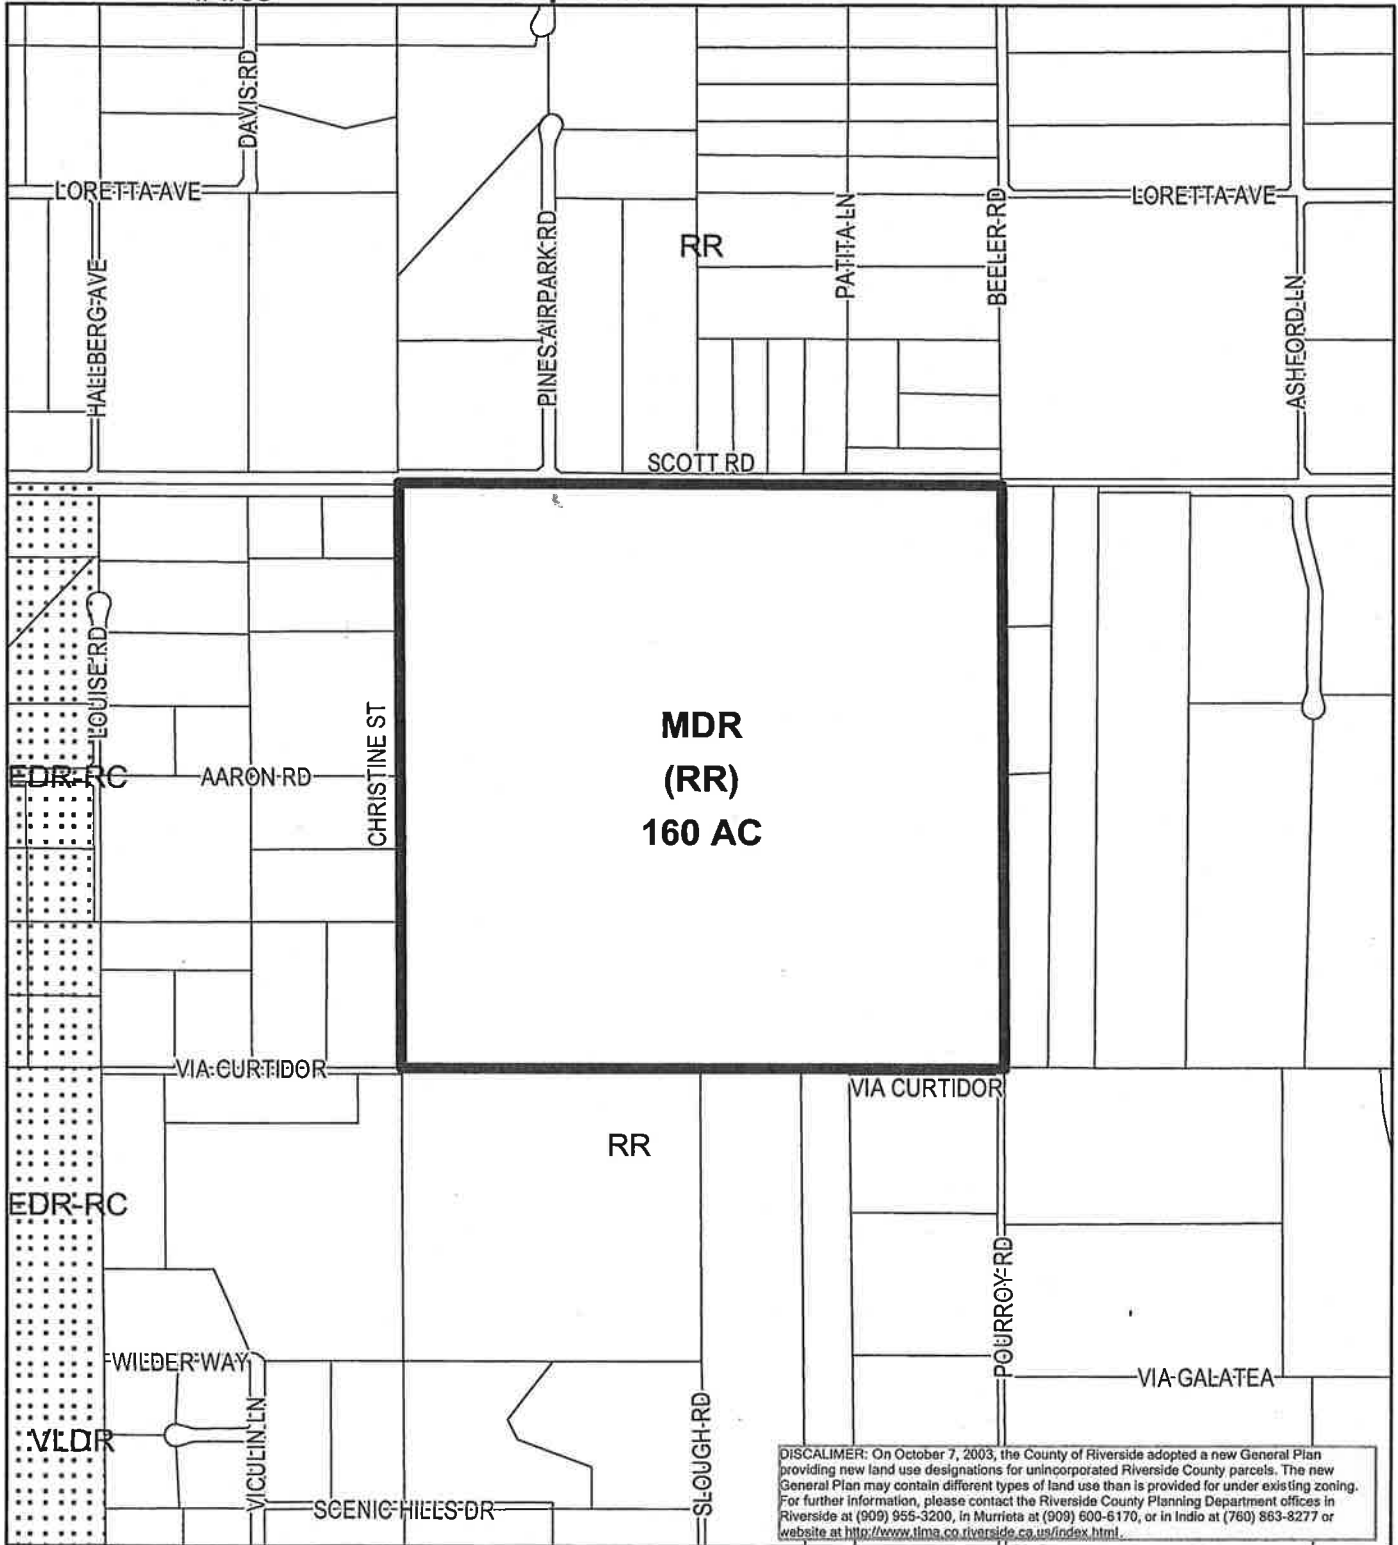 DAVIS RD
LORETTA AVE
LORETTA AVE
HALLBERG AVE
PINES AIRPARK RD
RR
PATITA LN
BEELER RD
ASHFORD LN
SCOTT RD
LOUISE RD
CHRISTINE ST
EDR-RC
AARON RD
MDR
(RR)
160 AC
VIA CURTIDOR
VIA CURTIDOR
RR
EDR-RC
POURROY RD
WILDER WAY
VIA GALATEA
VLDR
VICULIN LN
SLOUGH RD
SCENIC HILLS DR
DISCALIMER: On October 7, 2003, the County of Riverside adopted a new General Plan
providing new land use designations for unincorporated Riverside County parcels. The new
General Plan may contain different types of land use than is provided for under existing zoning.
For further information, please contact the Riverside County Planning Department offices in
Riverside at (909) 955-3200, in Murrieta at (909) 600-6170, or in Indio at (760) 863-8277 or
website at http://www.tlma.co.riverside.ca.us/index.html.